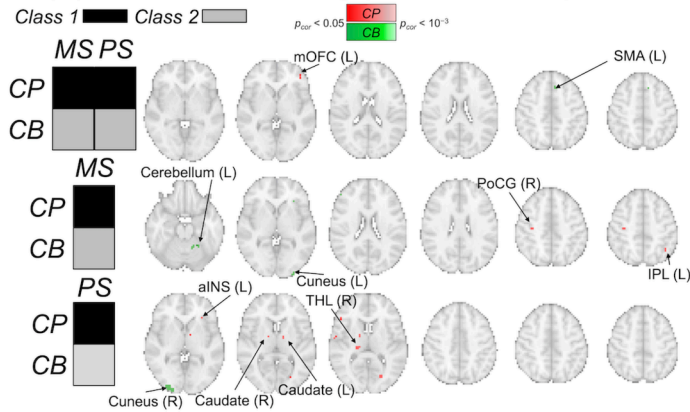 Class 1 Class 2
p_cor < 0.05 CP p_cor < 10⁻³
CB
MS PS
CP
CB
mOFC (L)
SMA (L)
MS
CP
CB
Cerebellum (L)
Cuneus (L)
PoCG (R)
IPL (L)
PS
CP
CB
aINS (L)
THL (R)
Cuneus (R)
Caudate (R)
Caudate (L)